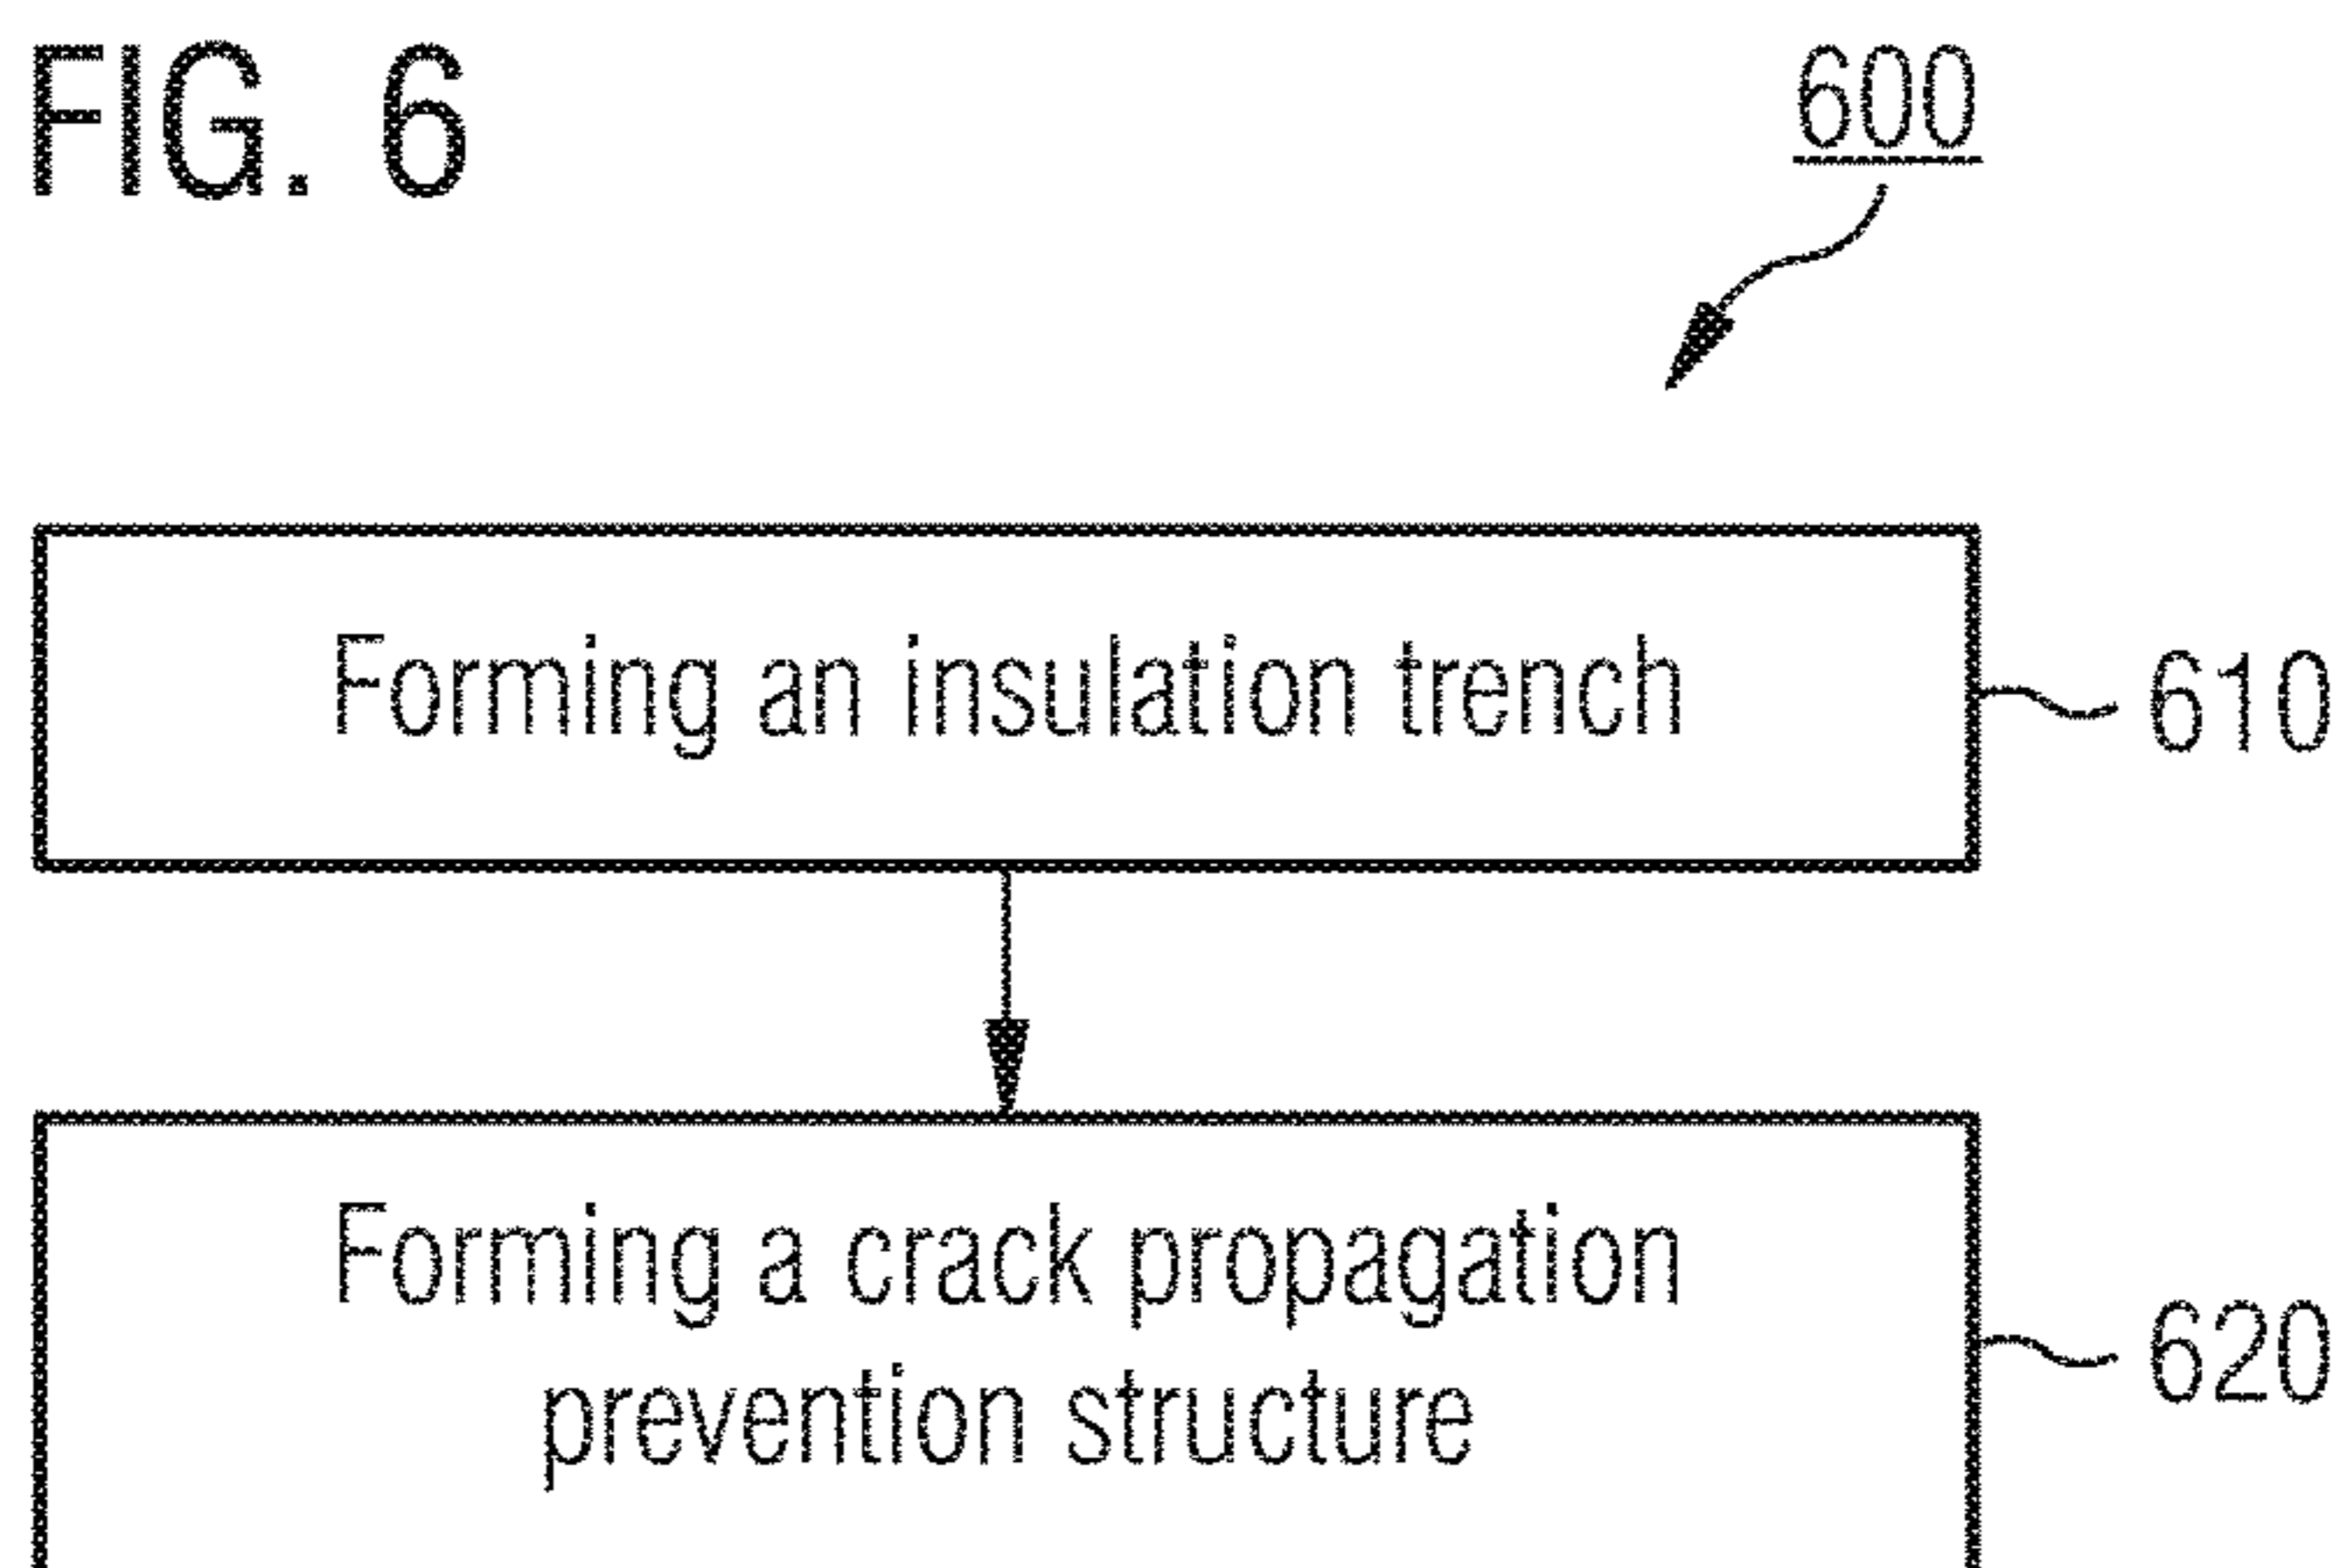 FIG. 6
600
Forming an insulation trench
610
Forming a crack propagation
prevention structure
620